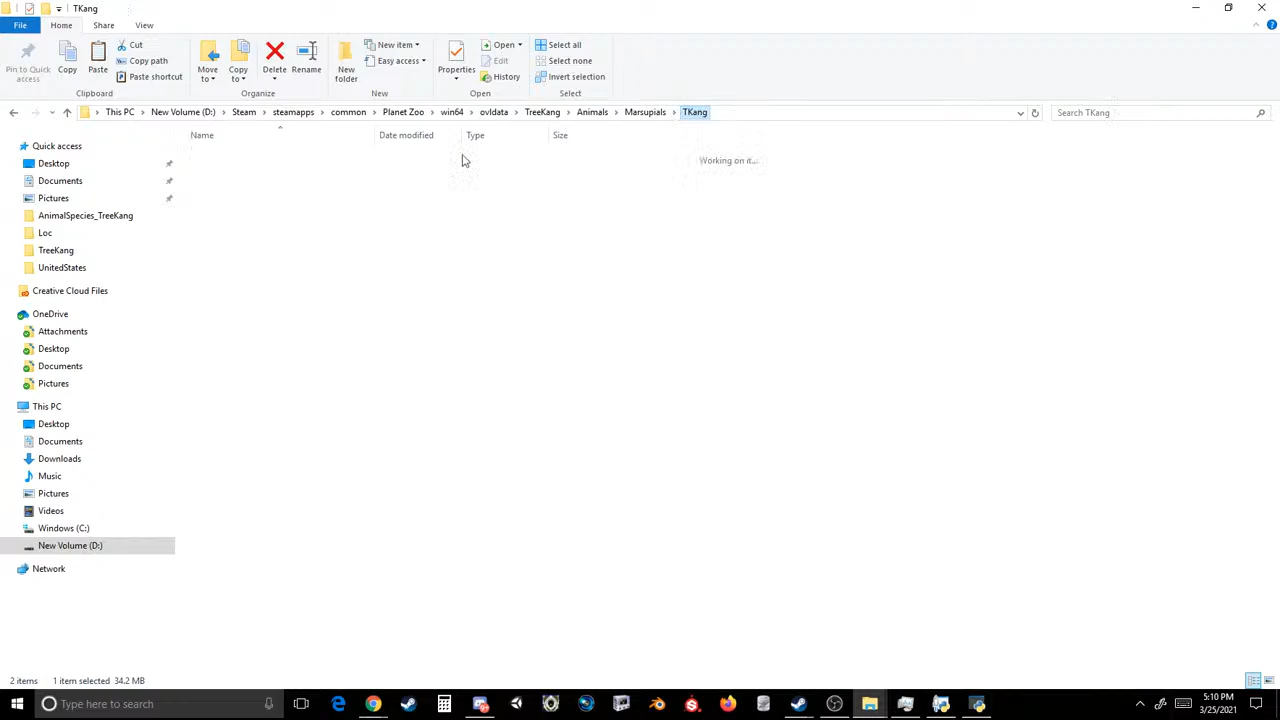 TKang
File Home Share View
Pin to Quick access
Copy
Paste
Cut
Copy path
Paste shortcut
Clipboard
Move to
Copy to
Delete
Rename
Organize
New folder
New item
Easy access
New
Properties
Open
Edit
History
Open
Select all
Select none
Invert selection
Select
This PC New Volume (D:) Steam steamapps common Planet Zoo win64 ovldata TreeKang Animals Marsupials TKang
Search TKang
Name Date modified Type Size
Working on it...
Quick access
Desktop
Documents
Pictures
AnimalSpecies_TreeKang
Loc
TreeKang
UnitedStates
Creative Cloud Files
OneDrive
Attachments
Desktop
Documents
Pictures
This PC
Desktop
Documents
Downloads
Music
Pictures
Videos
Windows (C:)
New Volume (D:)
Network
2 items 1 item selected 34.2 MB
Type here to search
5:10 PM
3/25/2021